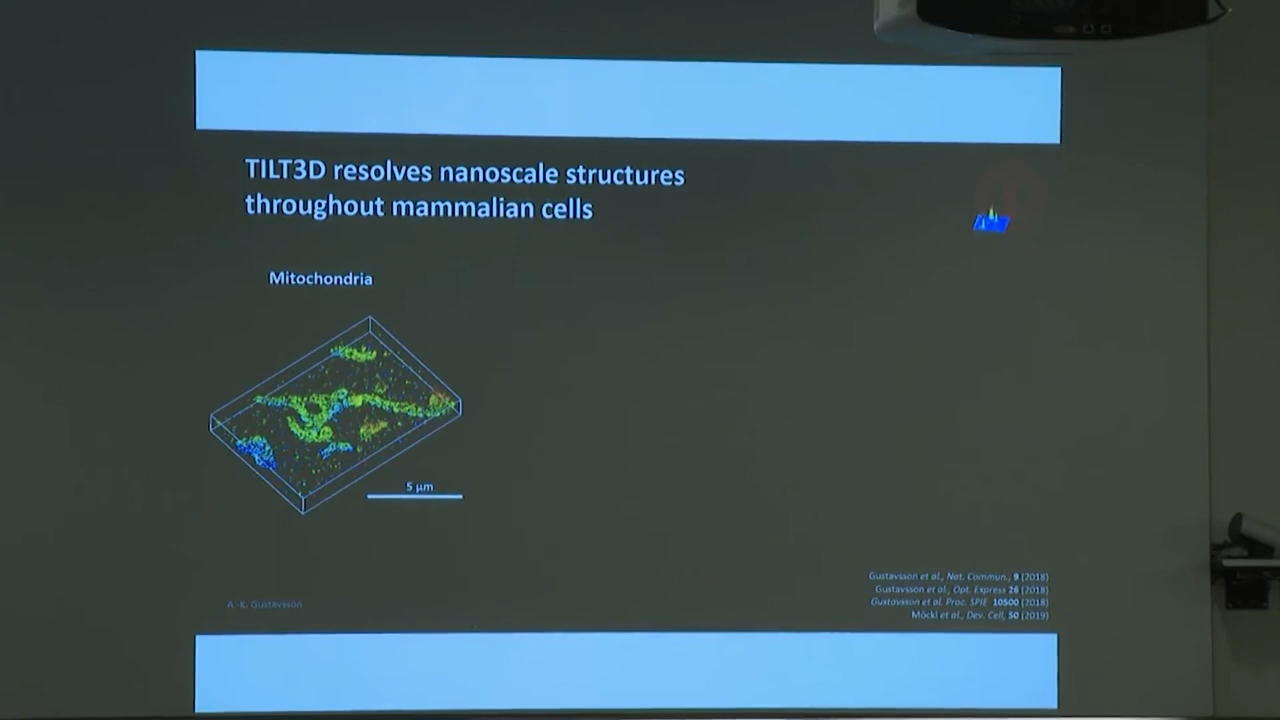 TILT3D resolves nanoscale structures
throughout mammalian cells
Mitochondria
5 µm
Gustavsson et al., Nat. Commun., 9 (2018)
Gustavsson et al., Opt. Express 26 (2018)
Gustavsson et al. Proc. SPIE 10500 (2018)
Möckl et al., Dev. Cell, 50 (2019)
A.-K. Gustavsson